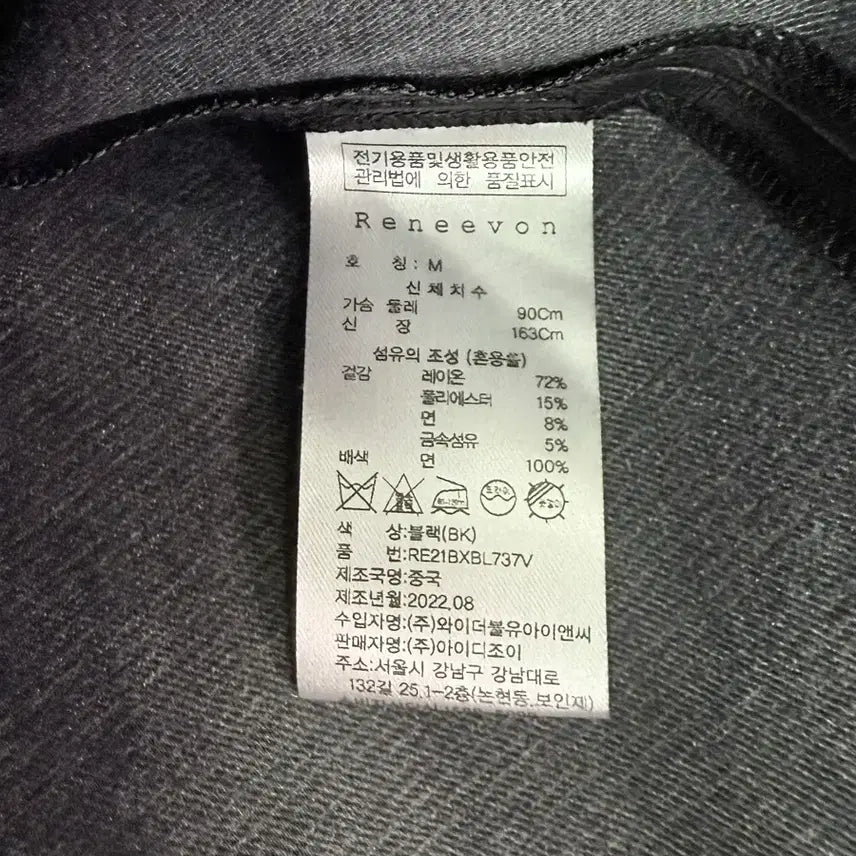 전기용품및생활용품안전
관리법에 의한 품질표시
Reneevon
호 칭: M
신체치수
가슴 둘레 90Cm
신 장 163Cm
섬유의 조성 (혼용율)
겉감 레이온 72%
폴리에스터 15%
면 8%
금속섬유 5%
배색 면 100%
드라이
색 상:블랙(BK)
품 번:RE21BXBL737V
제조국명:중국
제조년월:2022.08
수입자명:(주)와이더블유아이앤씨
판매자명:(주)아이디조이
주소:서울시 강남구 강남대로
132길 25,1-2층(논현동,보인재)